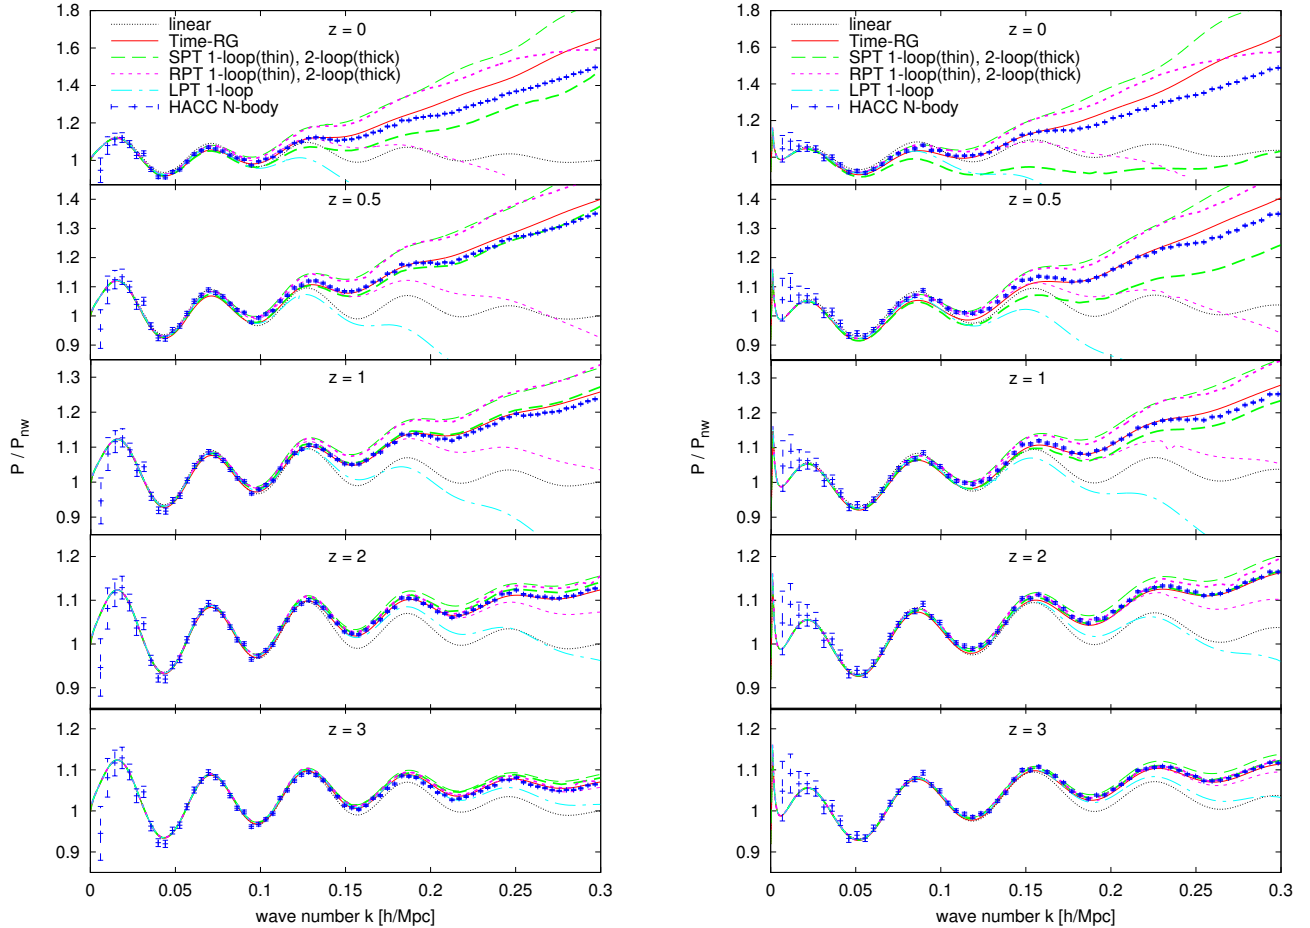 linear
Time-RG
SPT 1-loop(thin), 2-loop(thick)
RPT 1-loop(thin), 2-loop(thick)
LPT 1-loop
HACC N-body
z = 0
1.8
1.6
1.4
1.2
1
z = 0.5
1.4
1.3
1.2
1.1
1
0.9
z = 1
1.3
1.2
1.1
1
0.9
P / Pnw
z = 2
1.2
1.1
1
0.9
z = 3
1.2
1.1
1
0.9
0 0.05 0.1 0.15 0.2 0.25 0.3
wave number k [h/Mpc]
linear
Time-RG
SPT 1-loop(thin), 2-loop(thick)
RPT 1-loop(thin), 2-loop(thick)
LPT 1-loop
HACC N-body
z = 0
1.8
1.6
1.4
1.2
1
z = 0.5
1.4
1.3
1.2
1.1
1
0.9
z = 1
1.3
1.2
1.1
1
0.9
P / Pnw
z = 2
1.2
1.1
1
0.9
z = 3
1.2
1.1
1
0.9
0 0.05 0.1 0.15 0.2 0.25 0.3
wave number k [h/Mpc]